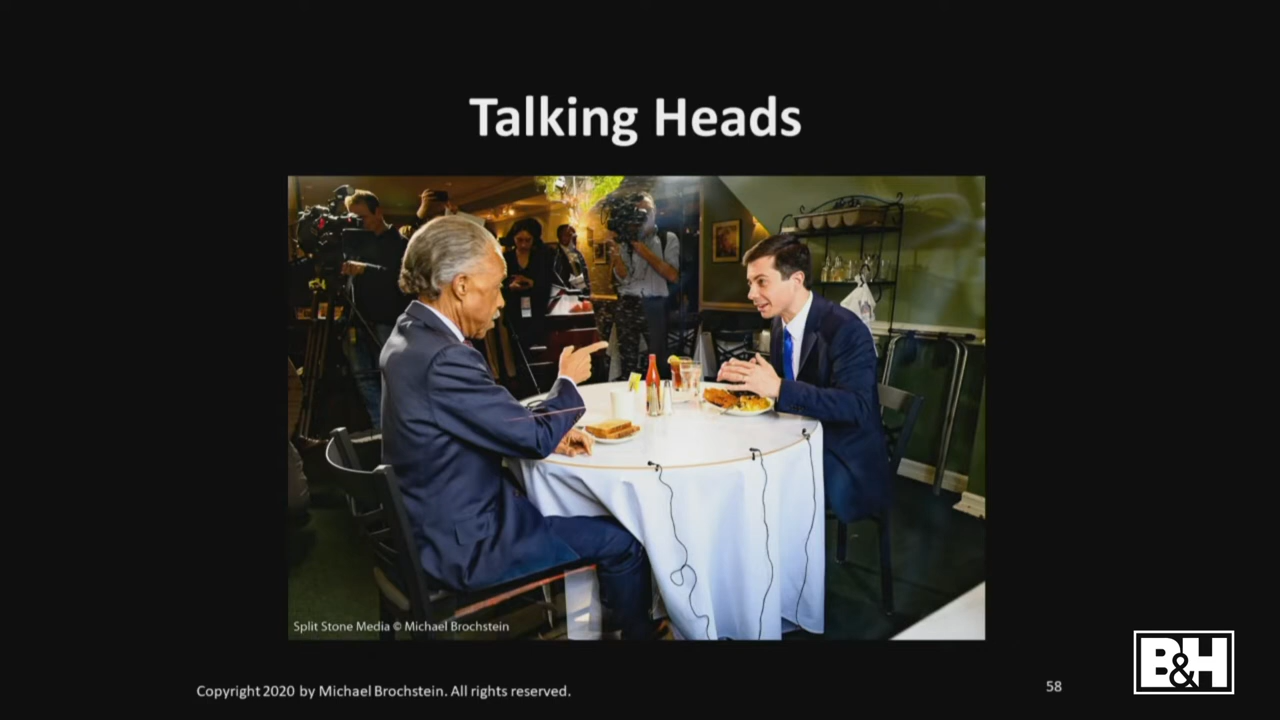 Talking Heads
Split Stone Media © Michael Brochstein
Copyright 2020 by Michael Brochstein. All rights reserved.
58
B&H